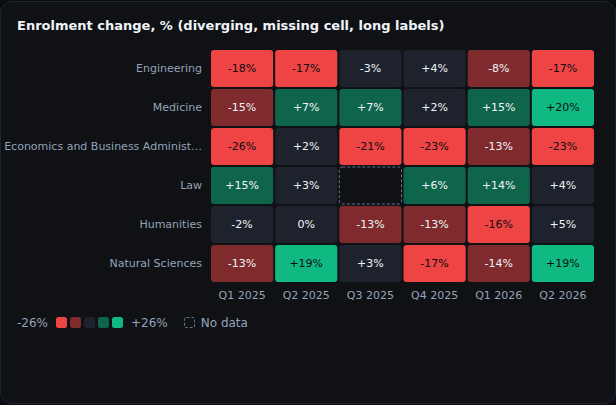 Enrolment change, % (diverging, missing cell, long labels)
Engineering -18% -17% -3% +4% -8% -17%
Medicine -15% +7% +7% +2% +15% +20%
Economics and Business Administ... -26% +2% -21% -23% -13% -23%
Law +15% +3% +6% +14% +4%
Humanities -2% 0% -13% -13% -16% +5%
Natural Sciences -13% +19% +3% -17% -14% +19%
Q1 2025 Q2 2025 Q3 2025 Q4 2025 Q1 2026 Q2 2026
-26% +26% No data